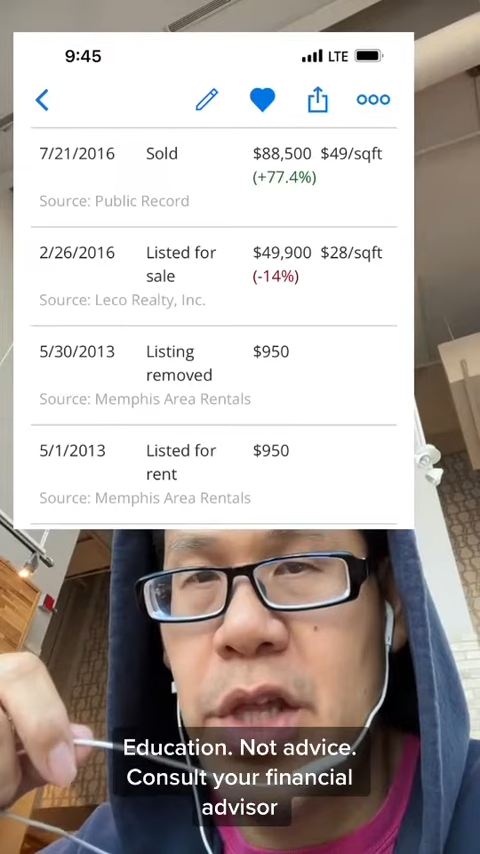 9:45
LTE
7/21/2016 Sold $88,500 $49/sqft
(+77.4%)
Source: Public Record
2/26/2016 Listed for $49,900 $28/sqft
sale (-14%)
Source: Leco Realty, Inc.
5/30/2013 Listing $950
removed
Source: Memphis Area Rentals
5/1/2013 Listed for $950
rent
Source: Memphis Area Rentals
Education. Not advice.
Consult your financial
advisor